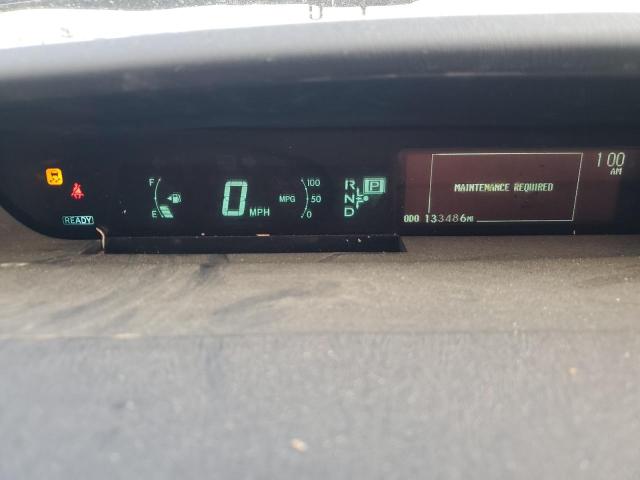 READY
F
E
0 MPH
MPG
100
50
0
R
N
D
P
MAINTENANCE REQUIRED
ODO 133486MI
1:00
AM